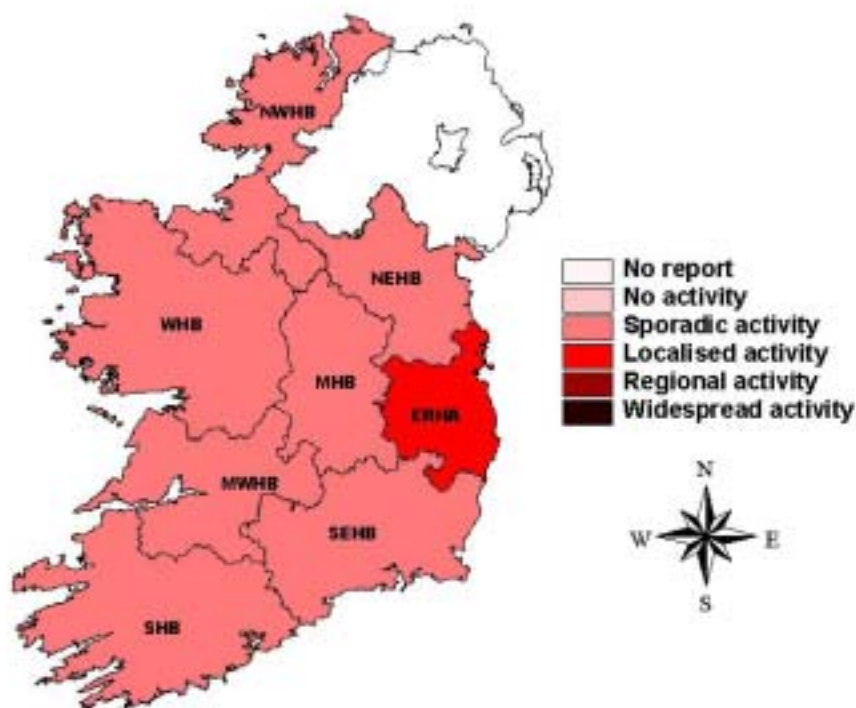 NWHB
NEHB
WHB
MHB
ERHA
MWHB
SEHB
SHB
No report
No activity
Sporadic activity
Localised activity
Regional activity
Widespread activity
N
W E
S